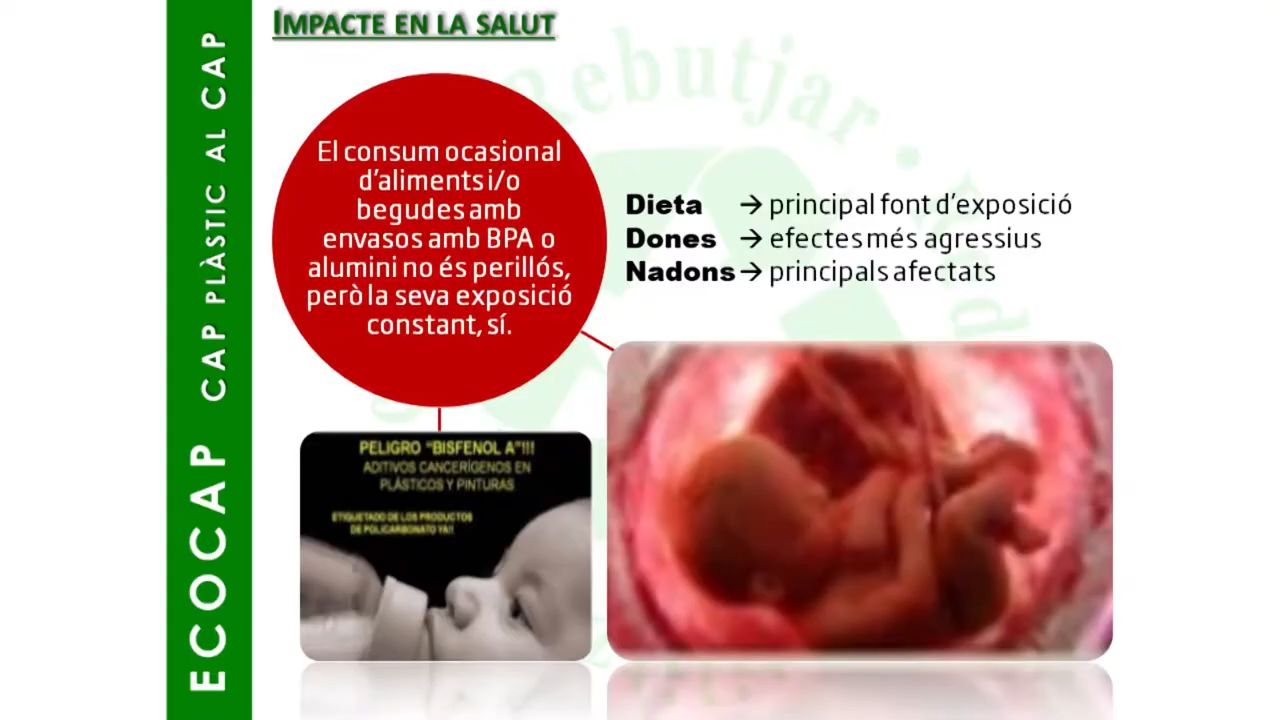 IMPACTE EN LA SALUT
ECOCAP CAP PLÀSTIC AL CAP
El consum ocasional
d'aliments i/o
begudes amb
envasos amb BPA o
alumini no és perillós,
però la seva exposició
constant, sí.
Dieta → principal font d'exposició
Dones → efectes més agressius
Nadons → principals afectats
PELIGRO "BISFENOL A"!!!
ADITIVOS CANCERÍGENOS EN
PLÁSTICOS Y PINTURAS
ETIQUETADO DE LOS PRODUCTOS
DE POLICARBONATO YA!!
Rebutjar